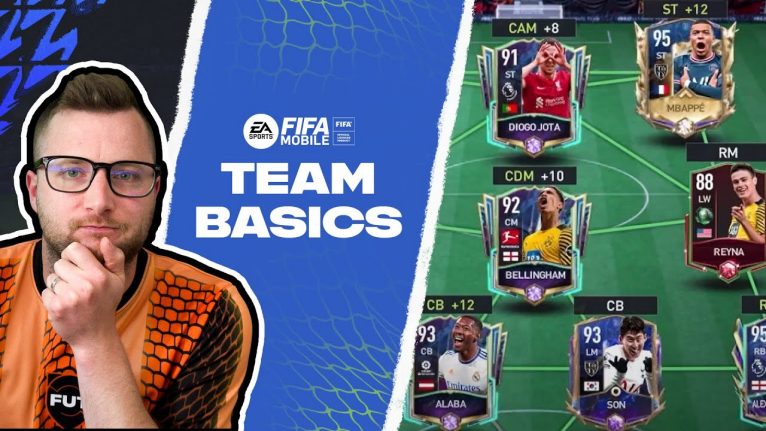 EA
SPORTS
FIFA
MOBILE
FIFA
TEAM
BASICS
FUT
CAM +8
91
ST
DIOGO JOTA
ST +12
95
ST
MBAPPÉ
CDM +10
92
CM
BELLINGHAM
RM
88
LW
REYNA
CB +12
93
CB
ALABA
CB
93
LM
SON
95
RB